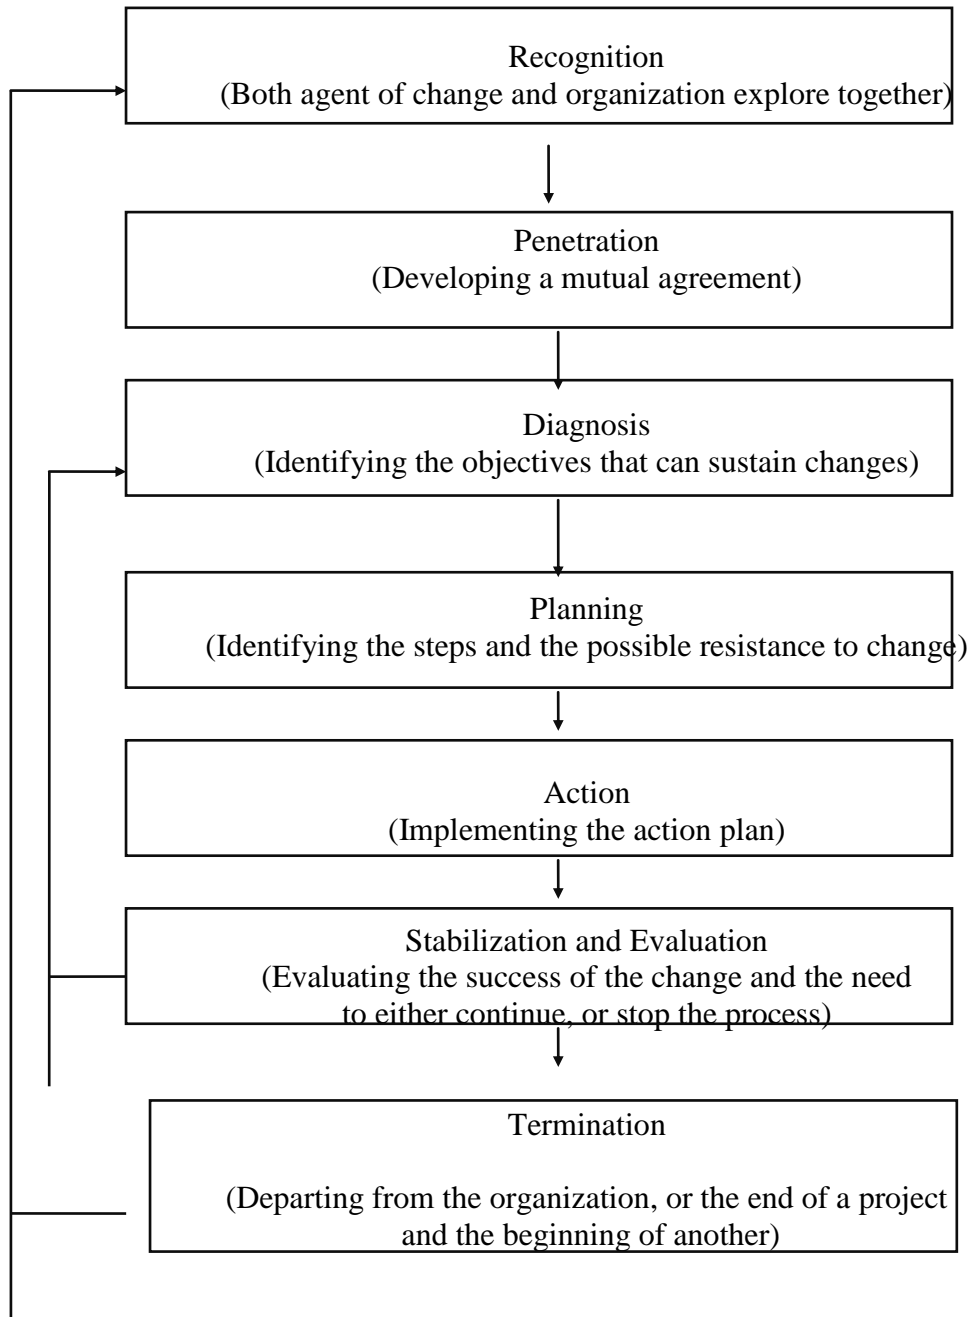 Recognition
(Both agent of change and organization explore together)
Penetration
(Developing a mutual agreement)
Diagnosis
(Identifying the objectives that can sustain changes)
Planning
(Identifying the steps and the possible resistance to change)
Action
(Implementing the action plan)
Stabilization and Evaluation
(Evaluating the success of the change and the need
to either continue, or stop the process)
Termination
(Departing from the organization, or the end of a project
and the beginning of another)